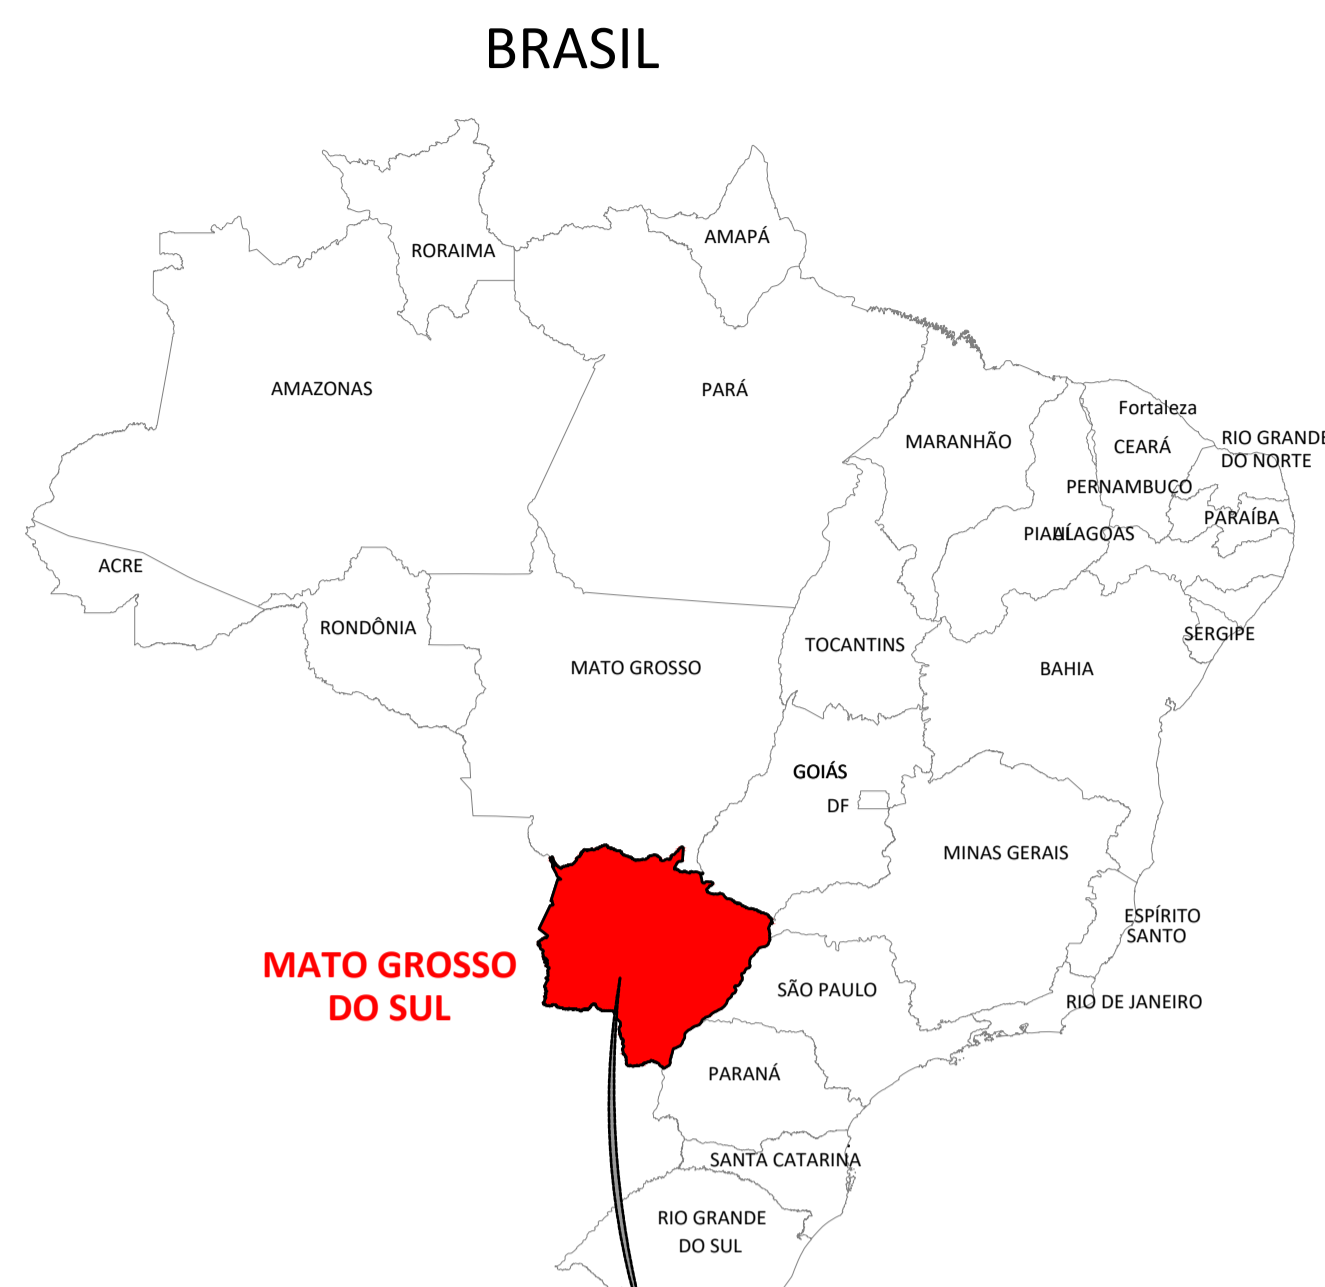 BRASIL
RORAIMA
AMAPÁ
AMAZONAS
PARÁ
Fortaleza
MARANHÃO
CEARÁ
RIO GRANDE
DO NORTE
PERNAMBUCO
PARAÍBA
PIAUÍ
ALAGOAS
ACRE
RONDÔNIA
TOCANTINS
SERGIPE
MATO GROSSO
BAHIA
GOIÁS
DF
MINAS GERAIS
ESPÍRITO
SANTO
MATO GROSSO
DO SUL
SÃO PAULO
RIO DE JANEIRO
PARANÁ
SANTA CATARINA
RIO GRANDE
DO SUL